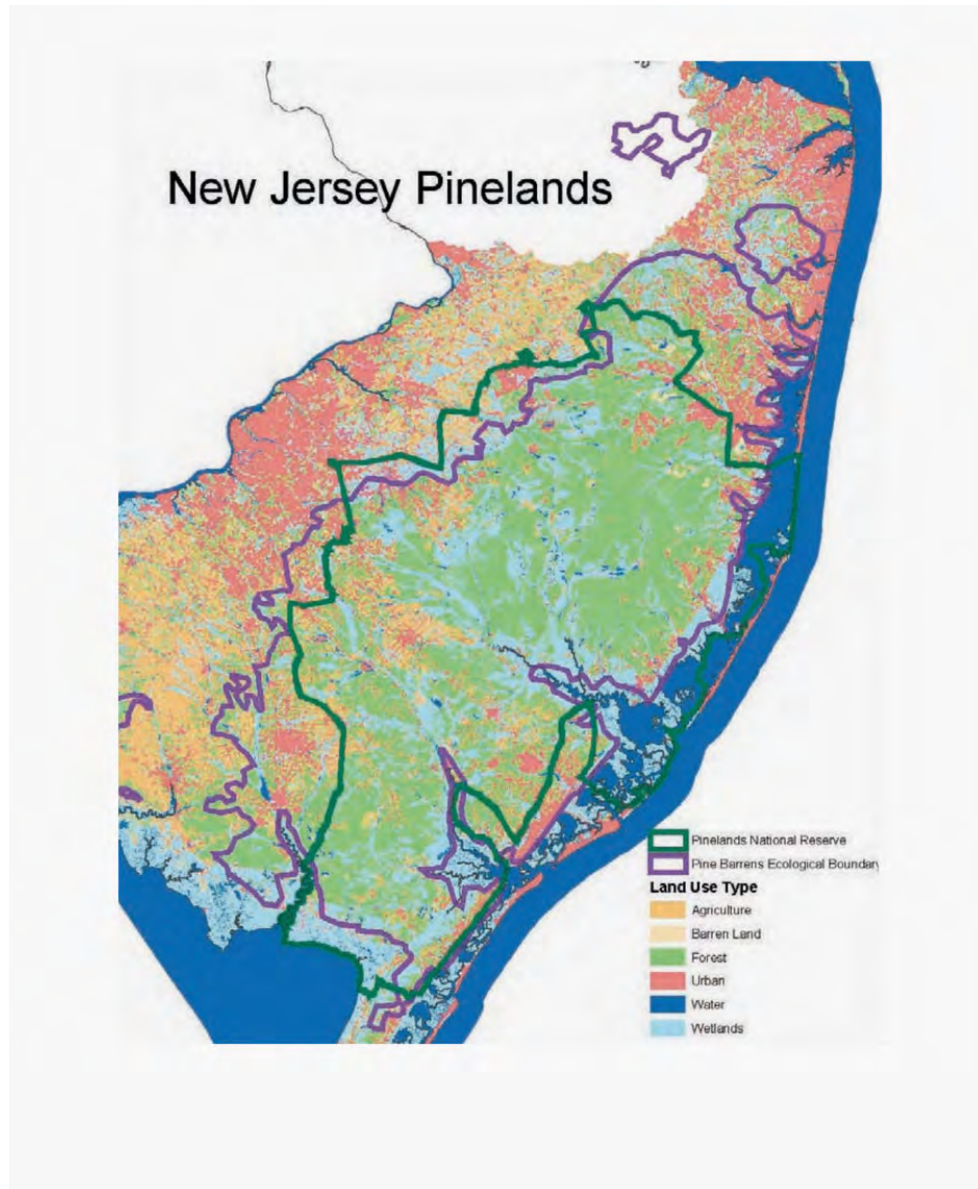 New Jersey Pinelands
Pinelands National Reserve
Pine Barrens Ecological Boundary
Land Use Type
Agriculture
Barren Land
Forest
Urban
Water
Wetlands